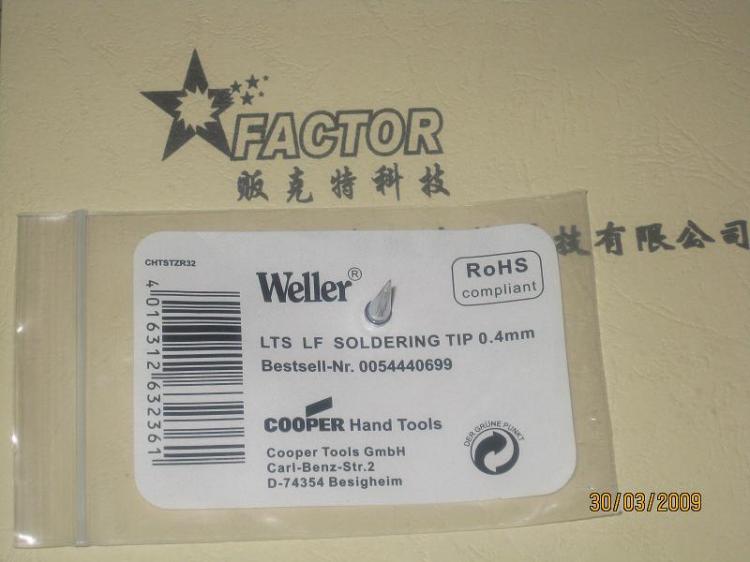 FACTOR
贩克特科技
技有限公司
CHTSTZR32
4016312632361
Weller®
RoHS
compliant
LTS LF SOLDERING TIP 0.4mm
Bestsell-Nr. 0054440699
COOPER Hand Tools
Cooper Tools GmbH
Carl-Benz-Str.2
D-74354 Besigheim
DER GRÜNE PUNKT
30/03/2009